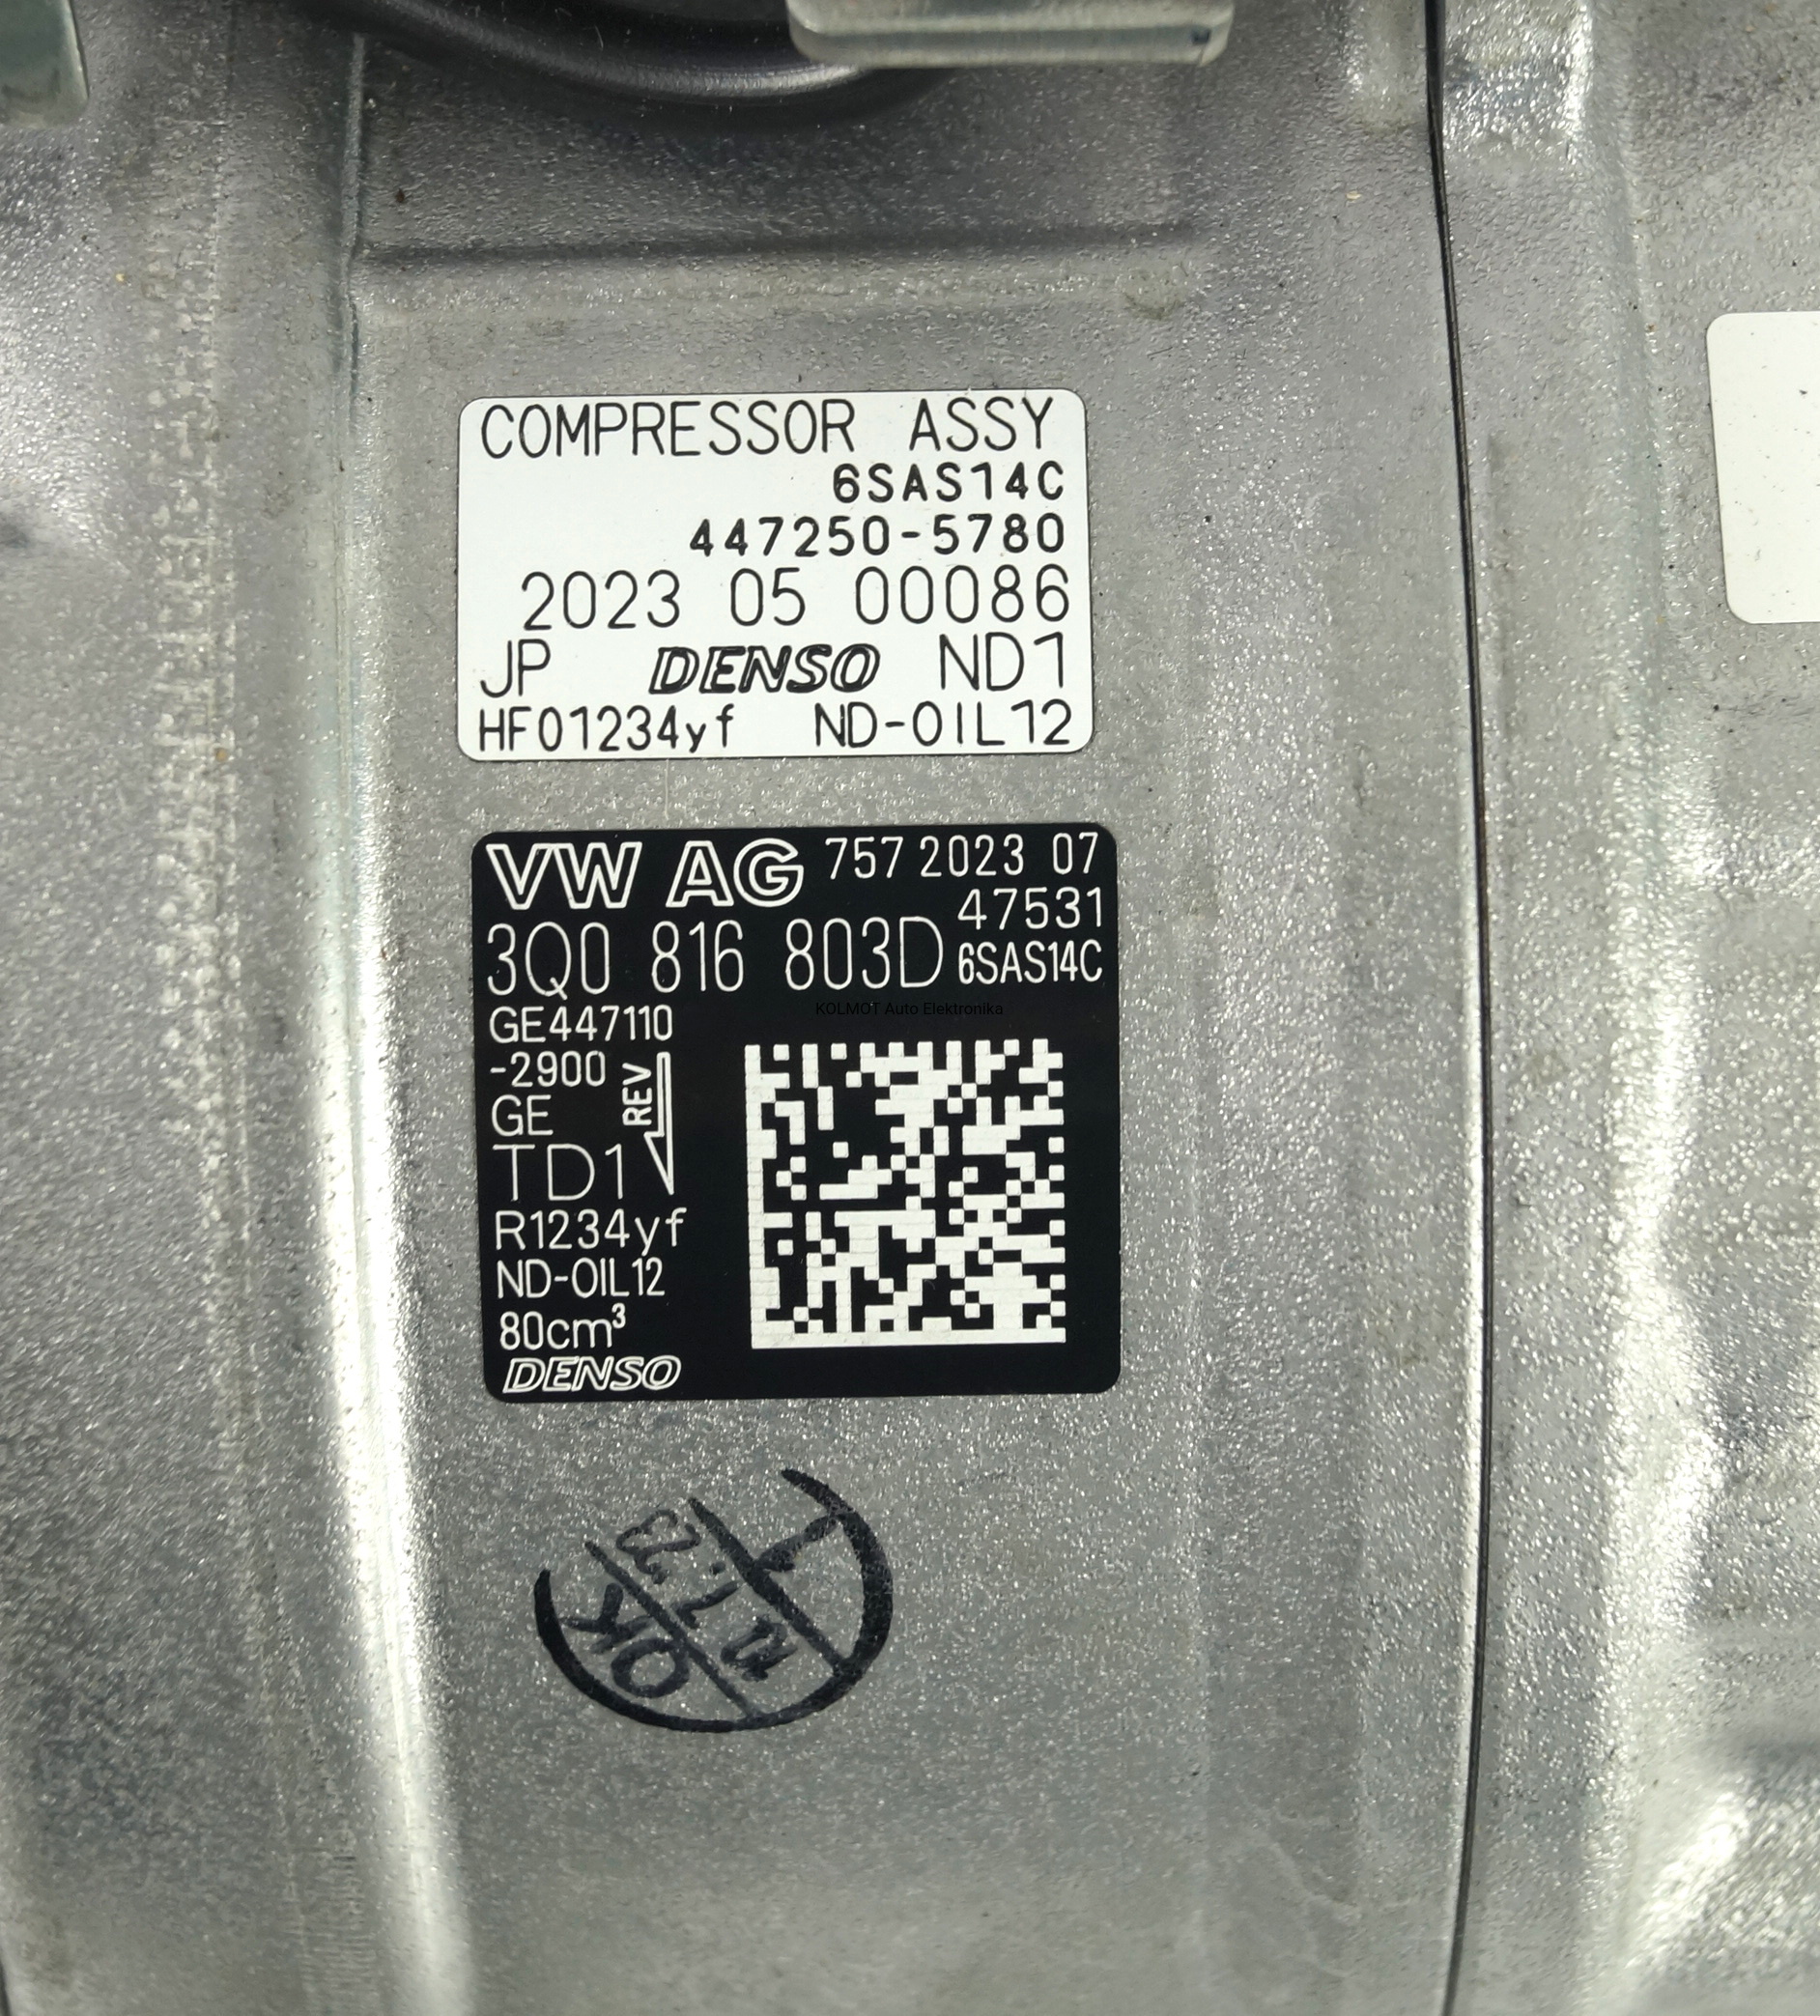 COMPRESSOR ASSY
6SAS14C
447250-5780
2023 05 00086
JP DENSO ND1
HFO1234yf ND-OIL12
VW AG 757 2023 07
47531
3Q0 816 803D 6SAS14C
KOLMOT Auto Elektronika
GE447110
-2900
REV
GE
TD1
R1234yf
ND-OIL12
80cm³
DENSO
OK